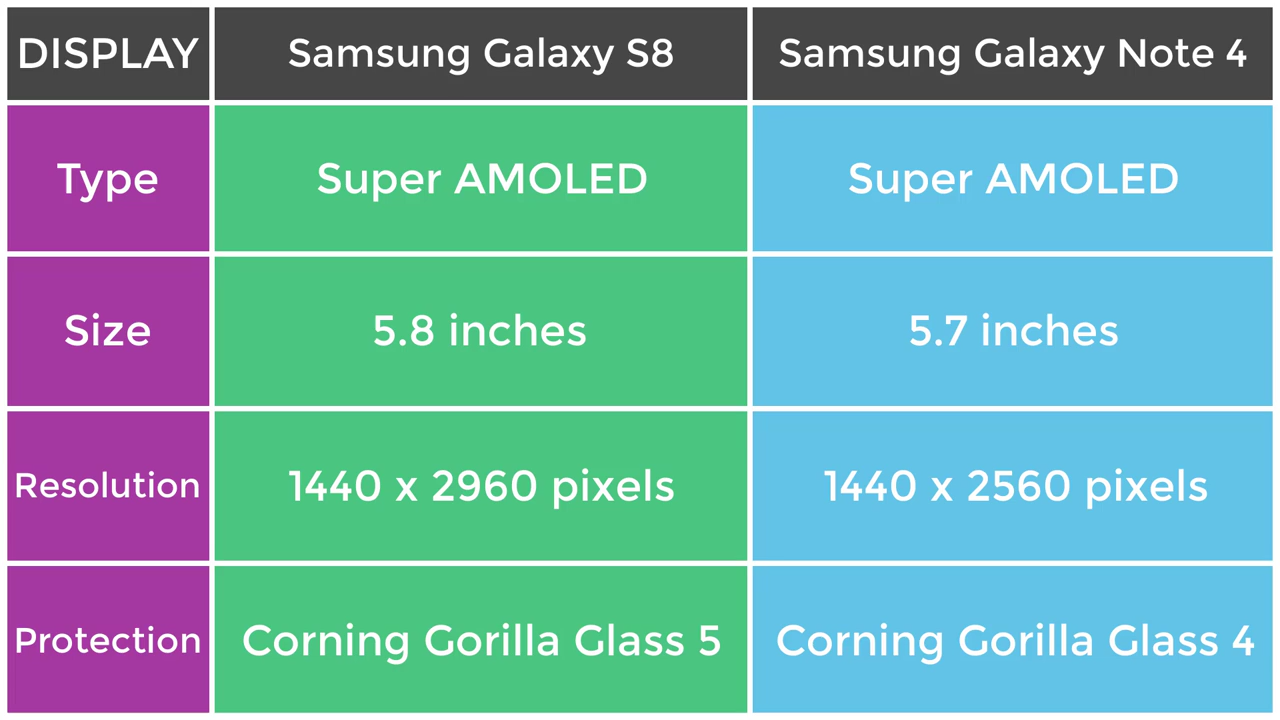 DISPLAY Samsung Galaxy S8 Samsung Galaxy Note 4
Type Super AMOLED Super AMOLED
Size 5.8 inches 5.7 inches
Resolution 1440 x 2960 pixels 1440 x 2560 pixels
Protection Corning Gorilla Glass 5 Corning Gorilla Glass 4